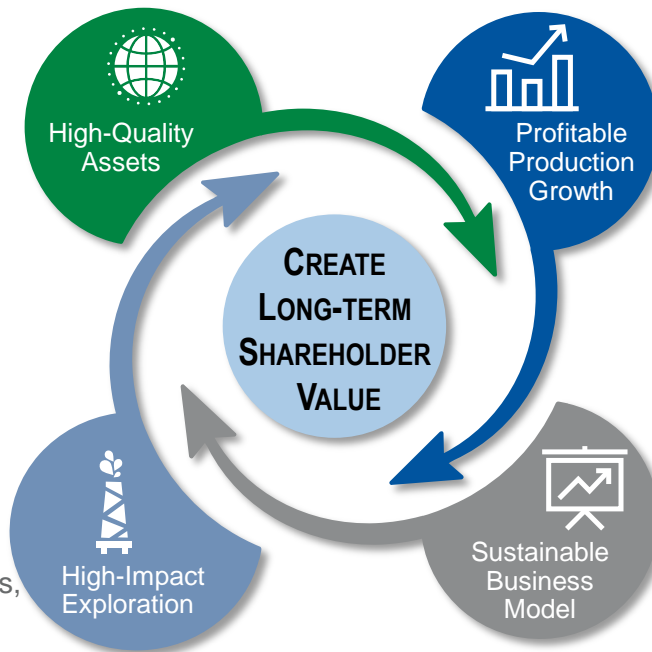 High-Quality
Assets
Profitable
Production
Growth
CREATE
LONG-TERM
SHAREHOLDER
VALUE
s,
High-Impact
Exploration
Sustainable
Business
Model